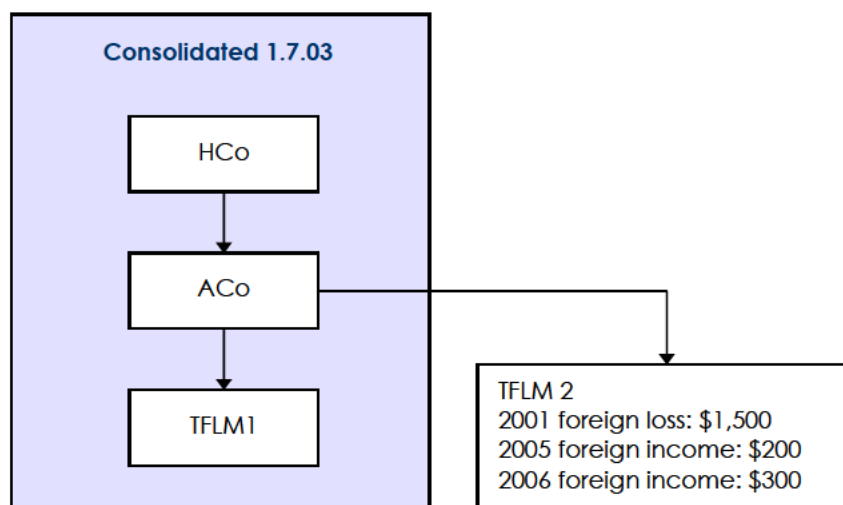 Consolidated 1.7.03
HCo
ACo
TFLM1
TFLM 2
2001 foreign loss: $1,500
2005 foreign income: $200
2006 foreign income: $300